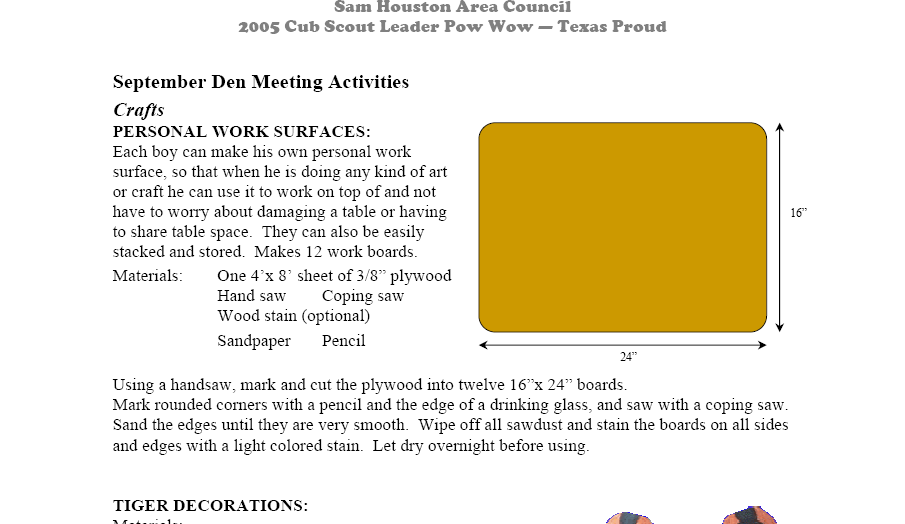 Sam Houston Area Council
2005 Cub Scout Leader Pow Wow — Texas Proud
September Den Meeting Activities
Crafts
PERSONAL WORK SURFACES:
Each boy can make his own personal work
surface, so that when he is doing any kind of art
or craft he can use it to work on top of and not
have to worry about damaging a table or having
to share table space.  They can also be easily
stacked and stored.  Makes 12 work boards.
Materials: One 4’x 8’ sheet of 3/8” plywood
Hand saw Coping saw
Wood stain (optional)
Sandpaper Pencil
16”
24”
Using a handsaw, mark and cut the plywood into twelve 16”x 24” boards.
Mark rounded corners with a pencil and the edge of a drinking glass, and saw with a coping saw.
Sand the edges until they are very smooth.  Wipe off all sawdust and stain the boards on all sides
and edges with a light colored stain.  Let dry overnight before using.
TIGER DECORATIONS:
Materials: